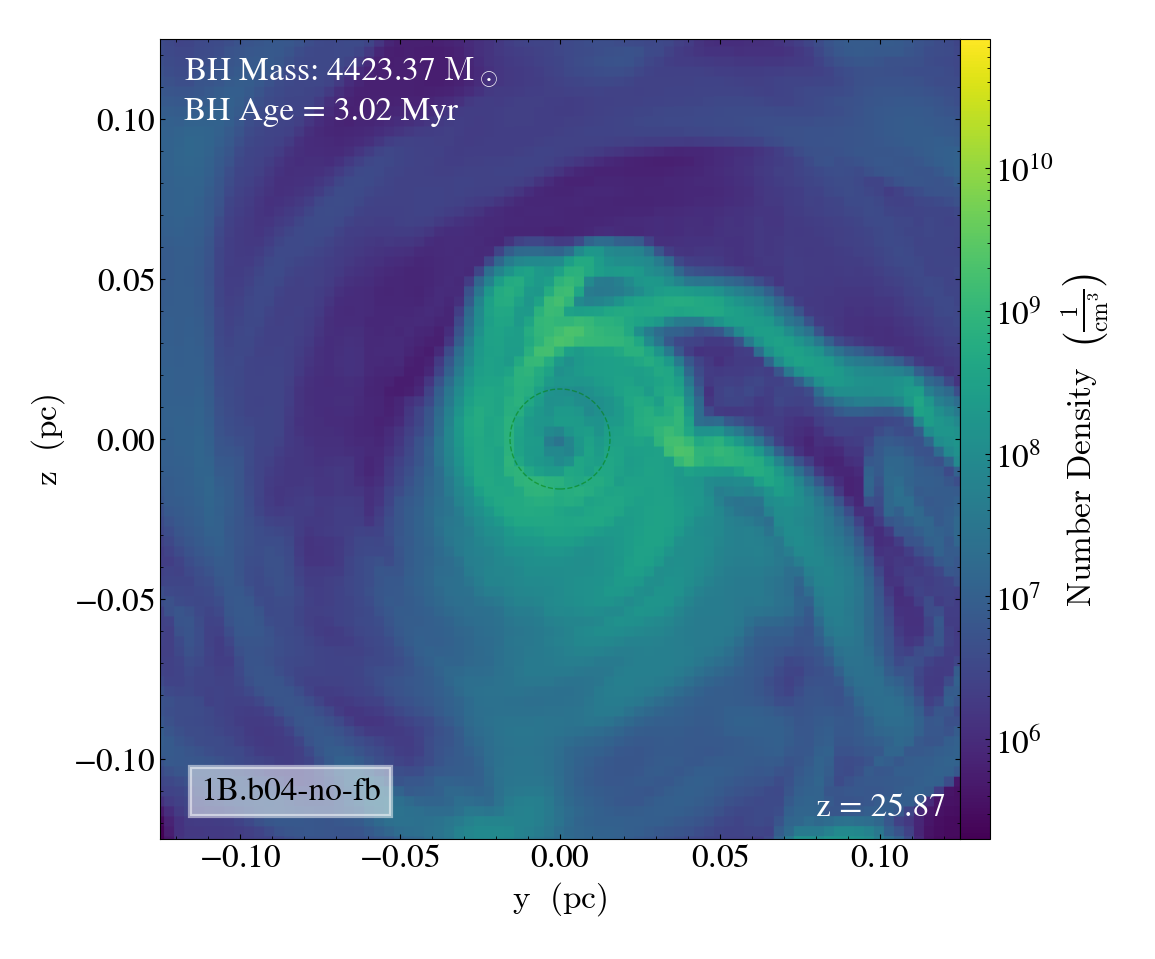 BH Mass: 4423.37 M⊙
BH Age = 3.02 Myr
0.10
0.05
0.00
−0.05
−0.10
z (pc)
1B.b04-no-fb
z = 25.87
−0.10 −0.05 0.00 0.05 0.10
y (pc)
10^10
10^9
10^8
10^7
10^6
Number Density (1/cm^3)